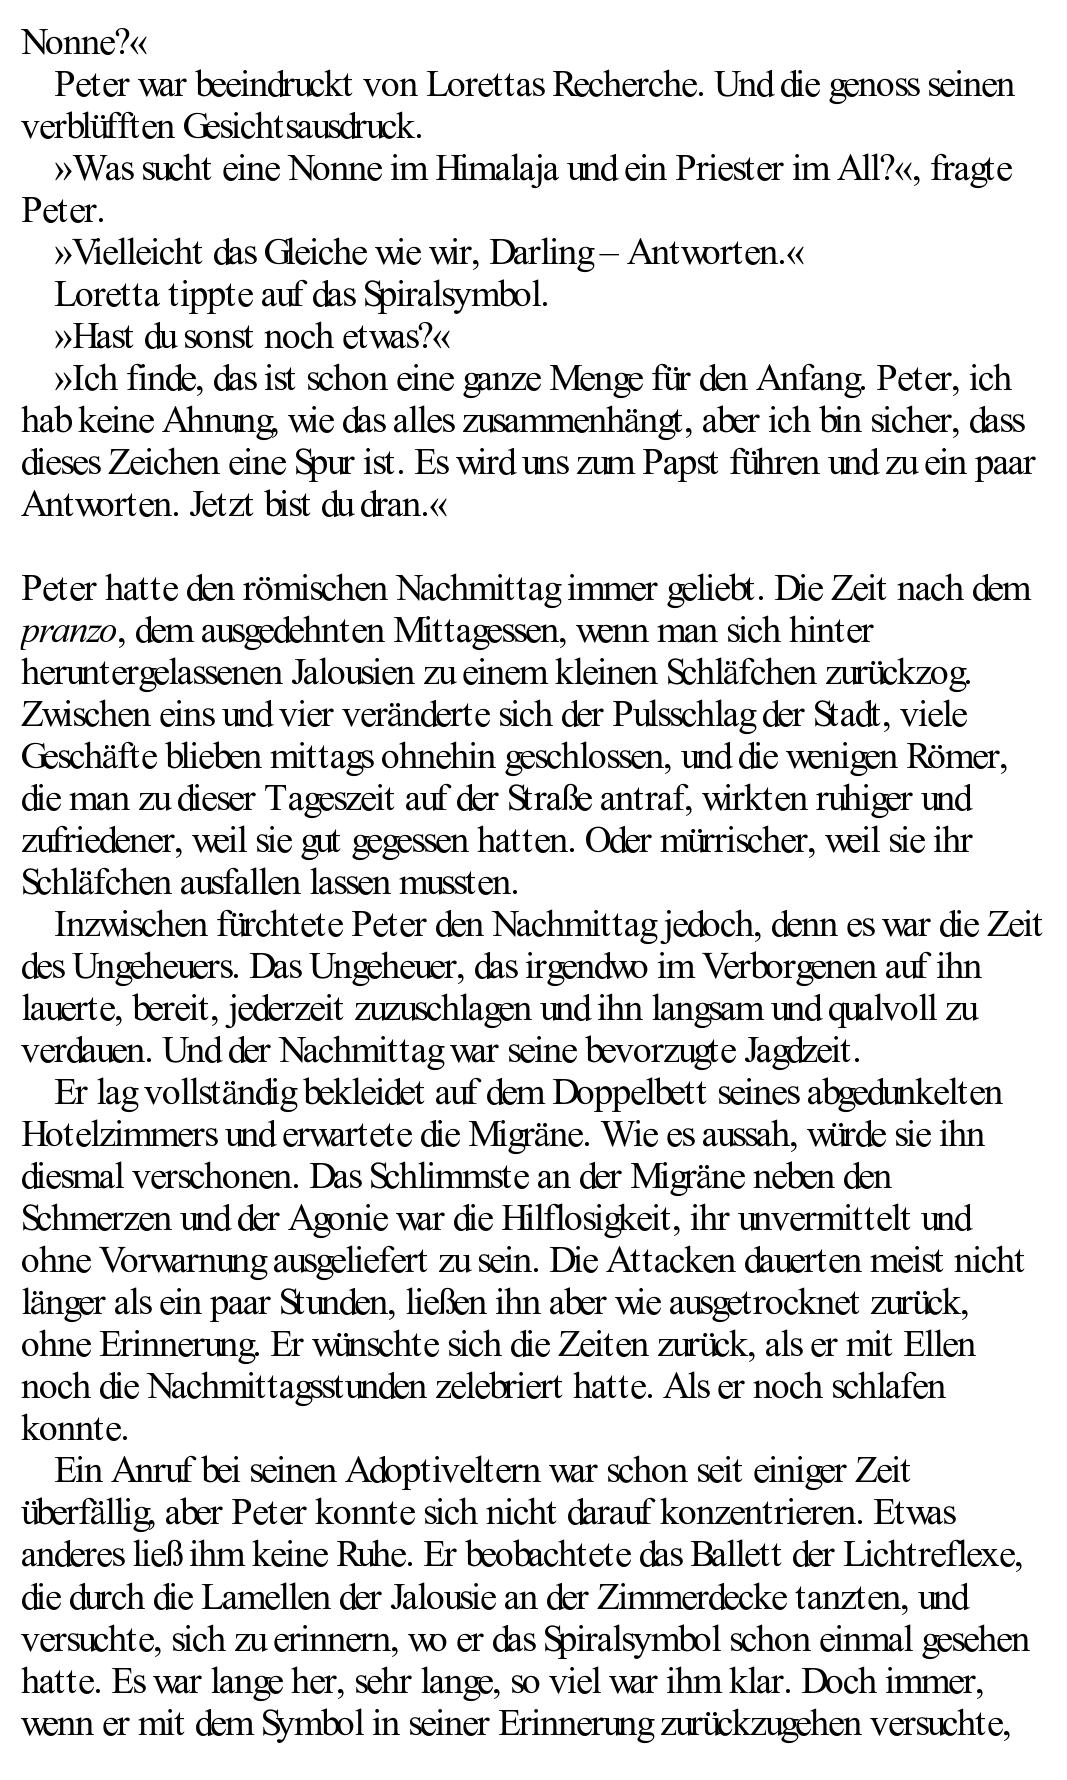 Nonne?«
Peter war beeindruckt von Lorettas Recherche. Und die genoss seinen
verblüfften Gesichtsausdruck.
»Was sucht eine Nonne im Himalaja und ein Priester im All?«, fragte
Peter.
»Vielleicht das Gleiche wie wir, Darling – Antworten.«
Loretta tippte auf das Spiralsymbol.
»Hast du sonst noch etwas?«
»Ich finde, das ist schon eine ganze Menge für den Anfang. Peter, ich
hab keine Ahnung, wie das alles zusammenhängt, aber ich bin sicher, dass
dieses Zeichen eine Spur ist. Es wird uns zum Papst führen und zu ein paar
Antworten. Jetzt bist du dran.«
Peter hatte den römischen Nachmittag immer geliebt. Die Zeit nach dem
pranzo, dem ausgedehnten Mittagessen, wenn man sich hinter
heruntergelassenen Jalousien zu einem kleinen Schläfchen zurückzog.
Zwischen eins und vier veränderte sich der Pulsschlag der Stadt, viele
Geschäfte blieben mittags ohnehin geschlossen, und die wenigen Römer,
die man zu dieser Tageszeit auf der Straße antraf, wirkten ruhiger und
zufriedener, weil sie gut gegessen hatten. Oder mürrischer, weil sie ihr
Schläfchen ausfallen lassen mussten.
Inzwischen fürchtete Peter den Nachmittag jedoch, denn es war die Zeit
des Ungeheuers. Das Ungeheuer, das irgendwo im Verborgenen auf ihn
lauerte, bereit, jederzeit zuzuschlagen und ihn langsam und qualvoll zu
verdauen. Und der Nachmittag war seine bevorzugte Jagdzeit.
Er lag vollständig bekleidet auf dem Doppelbett seines abgedunkelten
Hotelzimmers und erwartete die Migräne. Wie es aussah, würde sie ihn
diesmal verschonen. Das Schlimmste an der Migräne neben den
Schmerzen und der Agonie war die Hilflosigkeit, ihr unvermittelt und
ohne Vorwarnung ausgeliefert zu sein. Die Attacken dauerten meist nicht
länger als ein paar Stunden, ließen ihn aber wie ausgetrocknet zurück,
ohne Erinnerung. Er wünschte sich die Zeiten zurück, als er mit Ellen
noch die Nachmittagsstunden zelebriert hatte. Als er noch schlafen
konnte.
Ein Anruf bei seinen Adoptiveltern war schon seit einiger Zeit
überfällig, aber Peter konnte sich nicht darauf konzentrieren. Etwas
anderes ließ ihm keine Ruhe. Er beobachtete das Ballett der Lichtreflexe,
die durch die Lamellen der Jalousie an der Zimmerdecke tanzten, und
versuchte, sich zu erinnern, wo er das Spiralsymbol schon einmal gesehen
hatte. Es war lange her, sehr lange, so viel war ihm klar. Doch immer,
wenn er mit dem Symbol in seiner Erinnerung zurückzugehen versuchte,